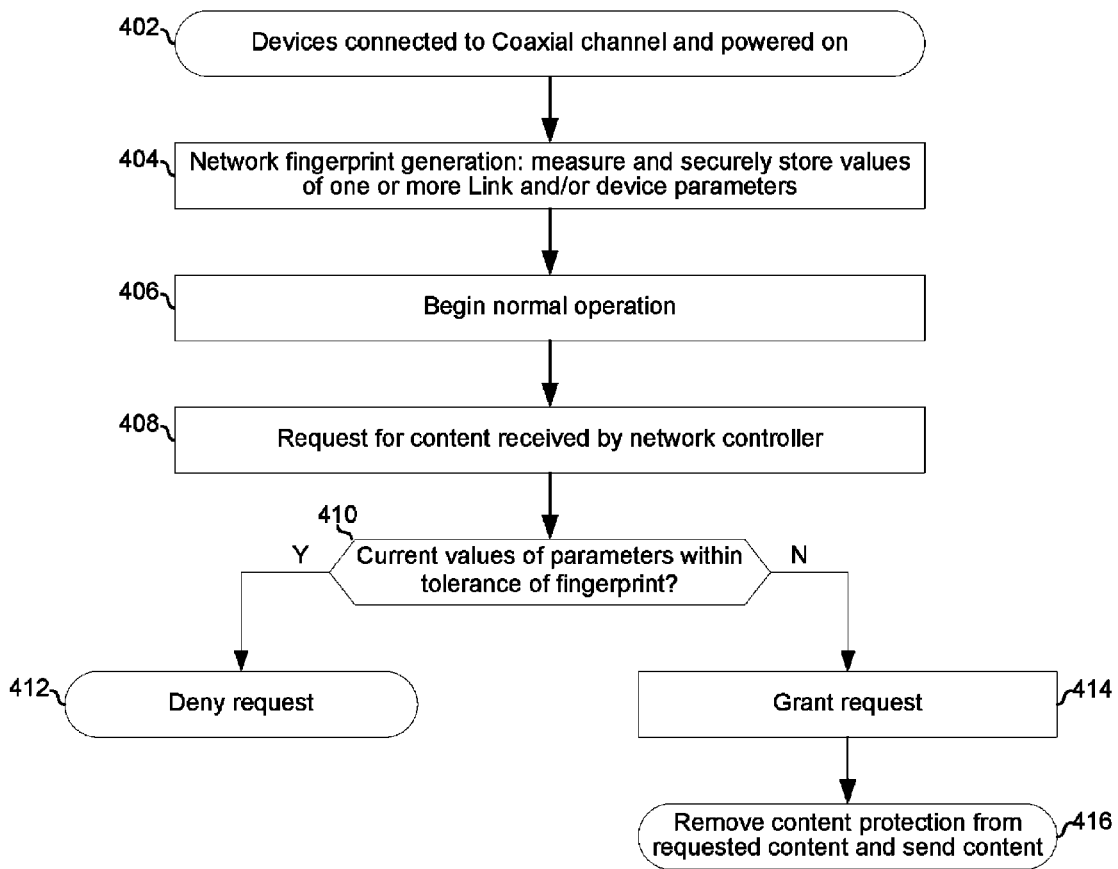 402
Devices connected to Coaxial channel and powered on
404
Network fingerprint generation: measure and securely store values
of one or more Link and/or device parameters
406
Begin normal operation
408
Request for content received by network controller
410
Y
Current values of parameters within
tolerance of fingerprint?
N
412
Deny request
Grant request
414
Remove content protection from
requested content and send content
416